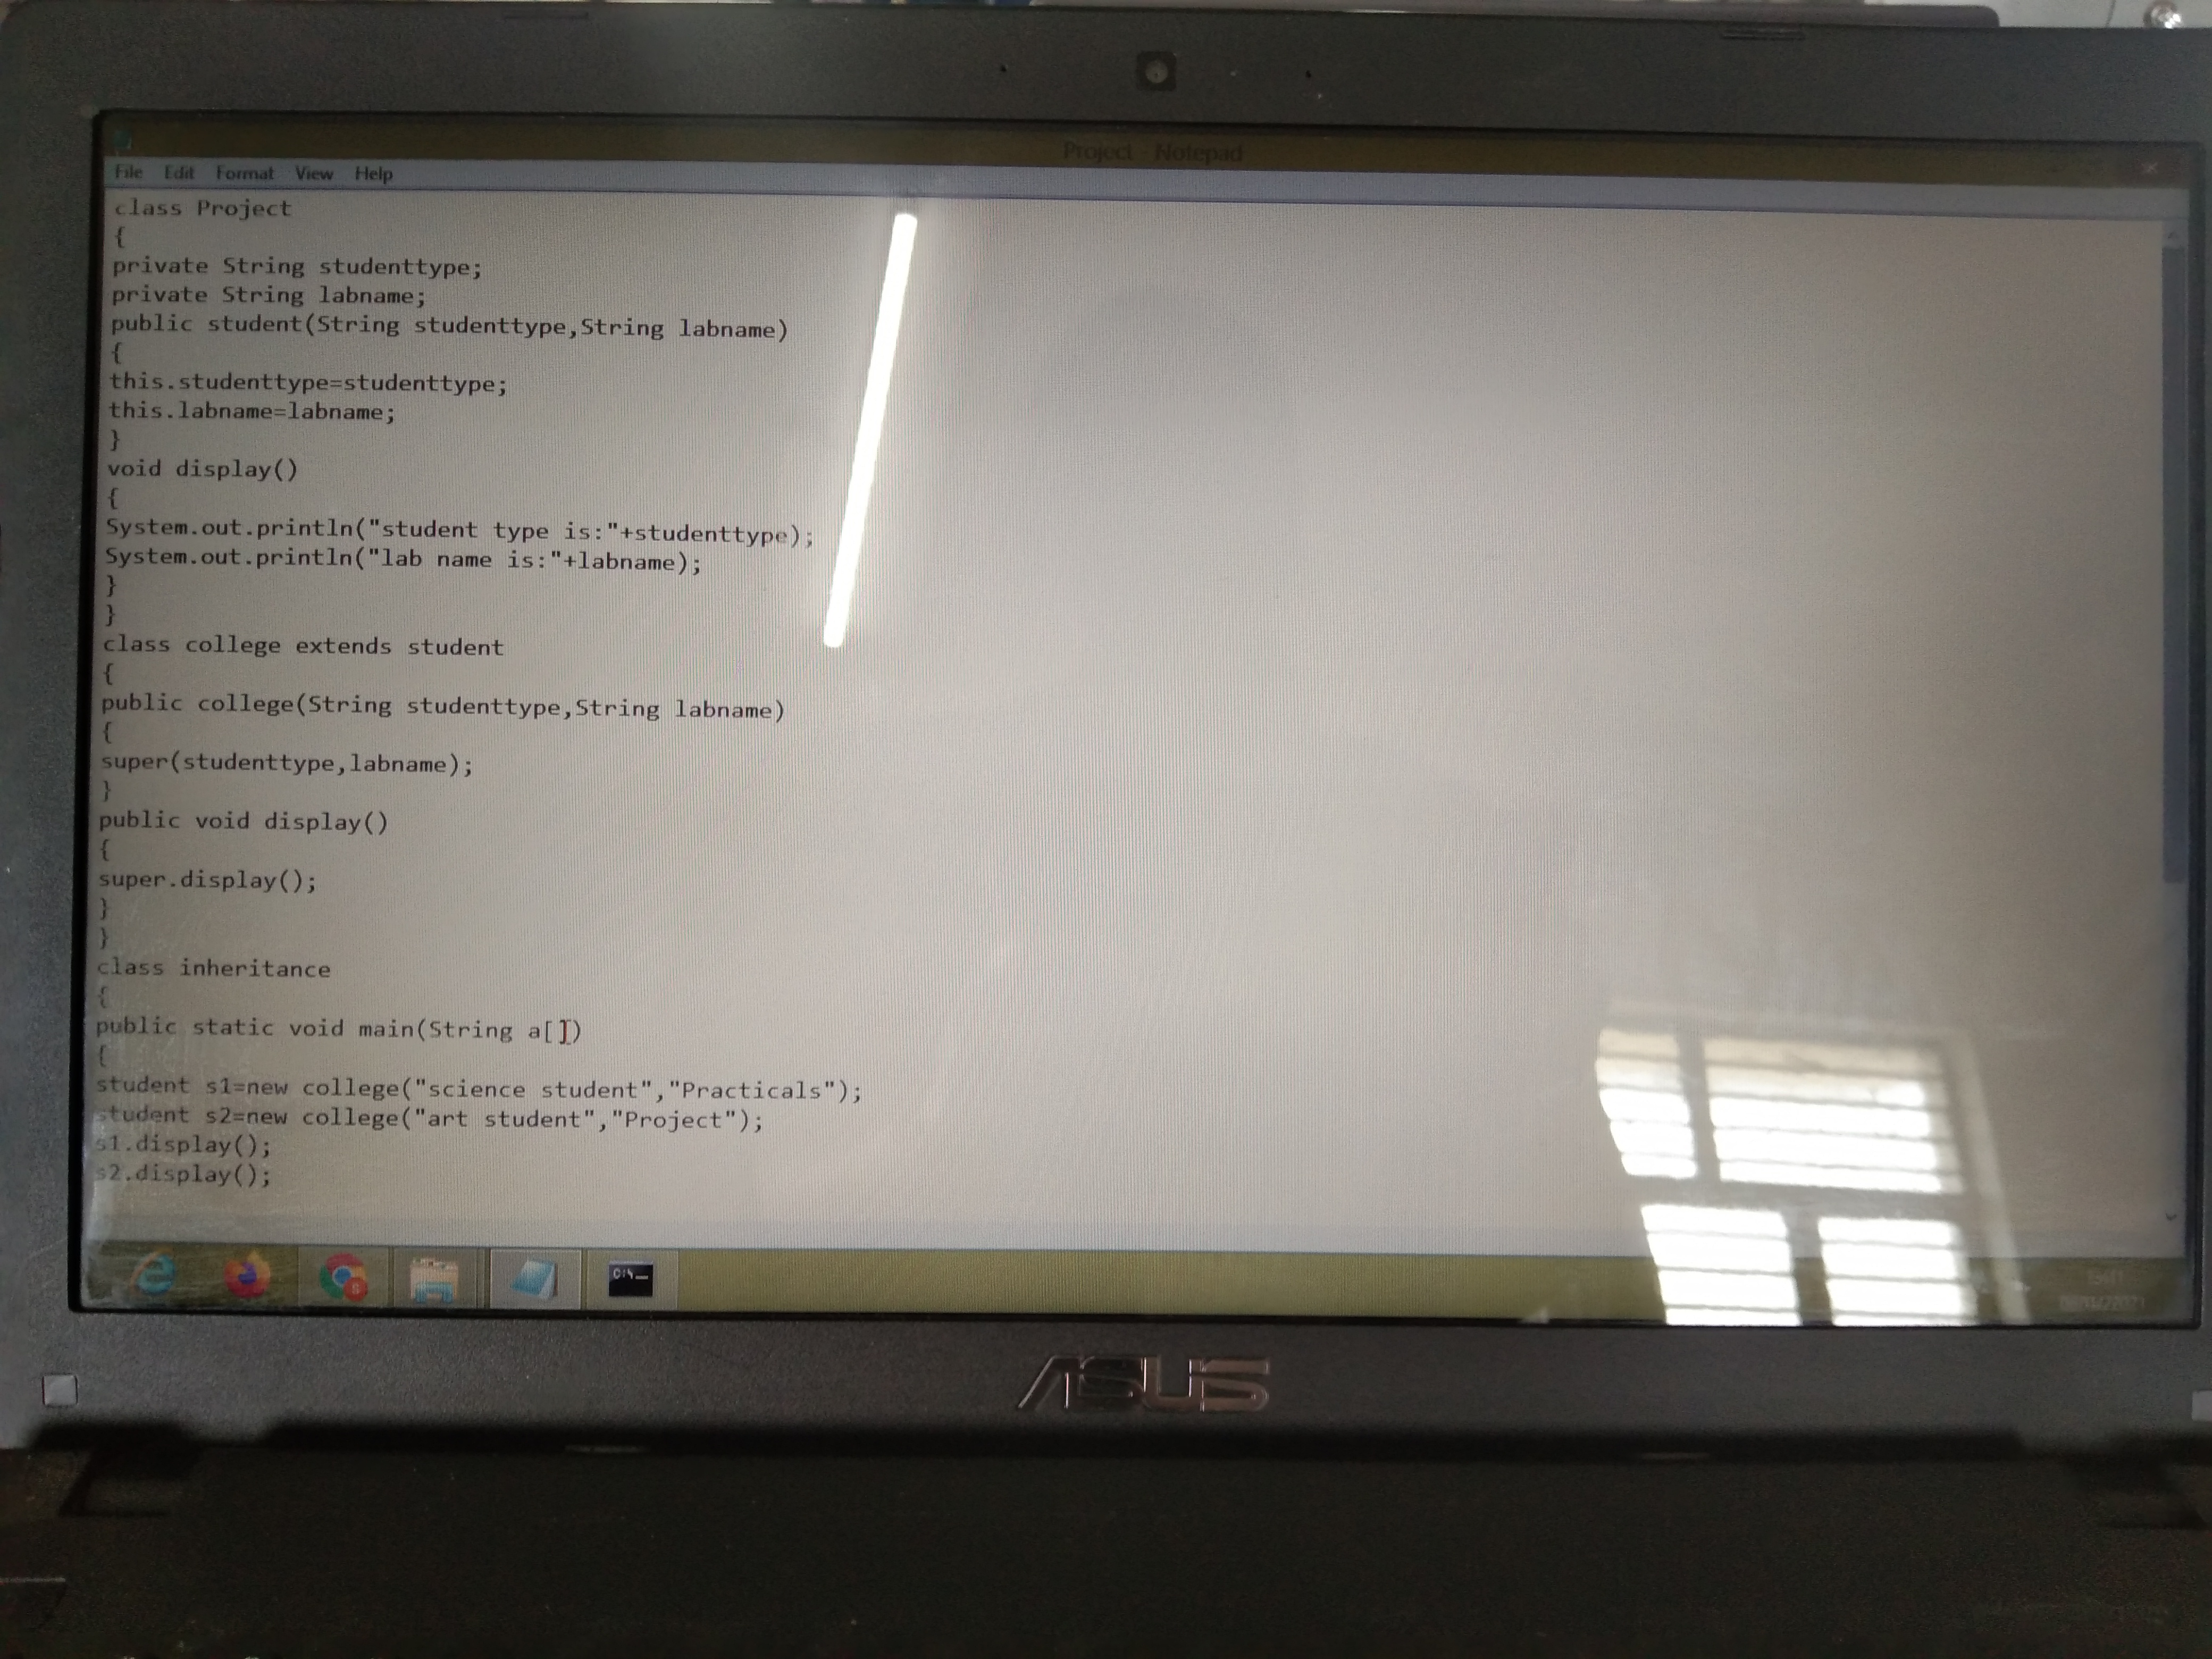 Project - Notepad
File Edit Format View Help
class Project
{
private String studenttype;
private String labname;
public student(String studenttype,String labname)
{
this.studenttype=studenttype;
this.labname=labname;
}
void display()
{
System.out.println("student type is:"+studenttype);
System.out.println("lab name is:"+labname);
}
}
class college extends student
{
public college(String studenttype,String labname)
{
super(studenttype,labname);
}
public void display()
{
super.display();
}
}
class inheritance
{
public static void main(String a[])
{
student s1=new college("science student","Practicals");
student s2=new college("art student","Project");
s1.display();
s2.display();
C:\_
ASUS